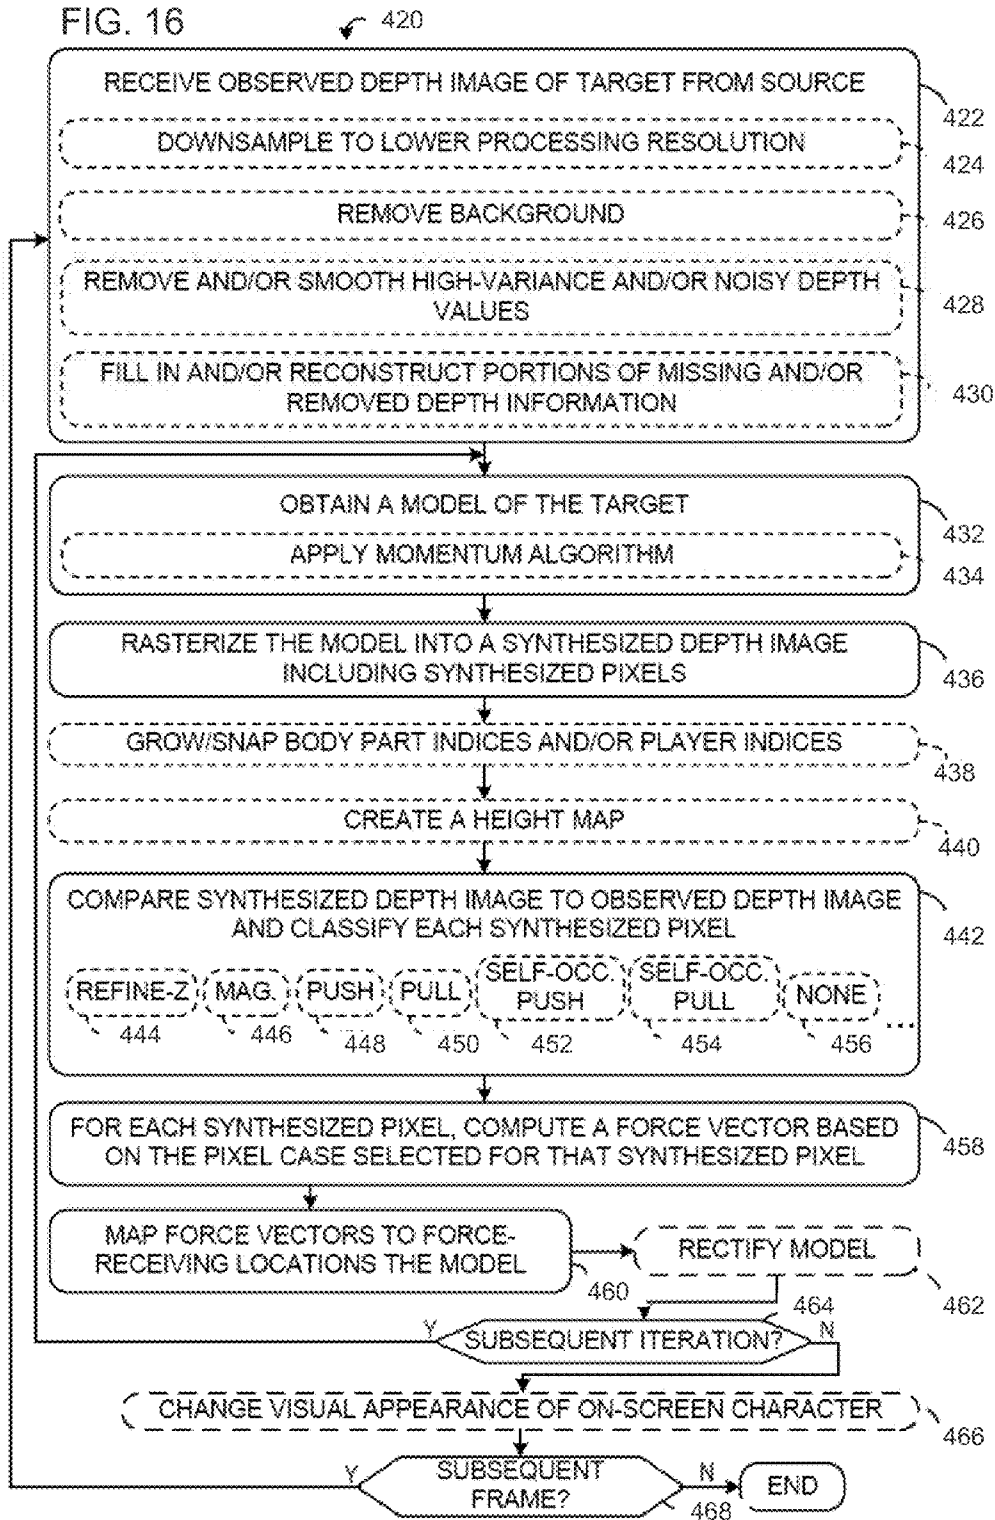 FIG. 16
420
RECEIVE OBSERVED DEPTH IMAGE OF TARGET FROM SOURCE
422
DOWNSAMPLE TO LOWER PROCESSING RESOLUTION
424
REMOVE BACKGROUND
426
REMOVE AND/OR SMOOTH HIGH-VARIANCE AND/OR NOISY DEPTH
VALUES
428
FILL IN AND/OR RECONSTRUCT PORTIONS OF MISSING AND/OR
REMOVED DEPTH INFORMATION
430
OBTAIN A MODEL OF THE TARGET
432
APPLY MOMENTUM ALGORITHM
434
RASTERIZE THE MODEL INTO A SYNTHESIZED DEPTH IMAGE
INCLUDING SYNTHESIZED PIXELS
436
GROW/SNAP BODY PART INDICES AND/OR PLAYER INDICES
438
CREATE A HEIGHT MAP
440
COMPARE SYNTHESIZED DEPTH IMAGE TO OBSERVED DEPTH IMAGE
AND CLASSIFY EACH SYNTHESIZED PIXEL
442
REFINE-Z
444
MAG.
446
PUSH
448
PULL
450
SELF-OCC.
PUSH
452
SELF-OCC.
PULL
454
NONE
456
...
FOR EACH SYNTHESIZED PIXEL, COMPUTE A FORCE VECTOR BASED
ON THE PIXEL CASE SELECTED FOR THAT SYNTHESIZED PIXEL
458
MAP FORCE VECTORS TO FORCE-
RECEIVING LOCATIONS THE MODEL
460
RECTIFY MODEL
462
464
Y
SUBSEQUENT ITERATION?
N
CHANGE VISUAL APPEARANCE OF ON-SCREEN CHARACTER
466
Y
SUBSEQUENT
FRAME?
468
N
END